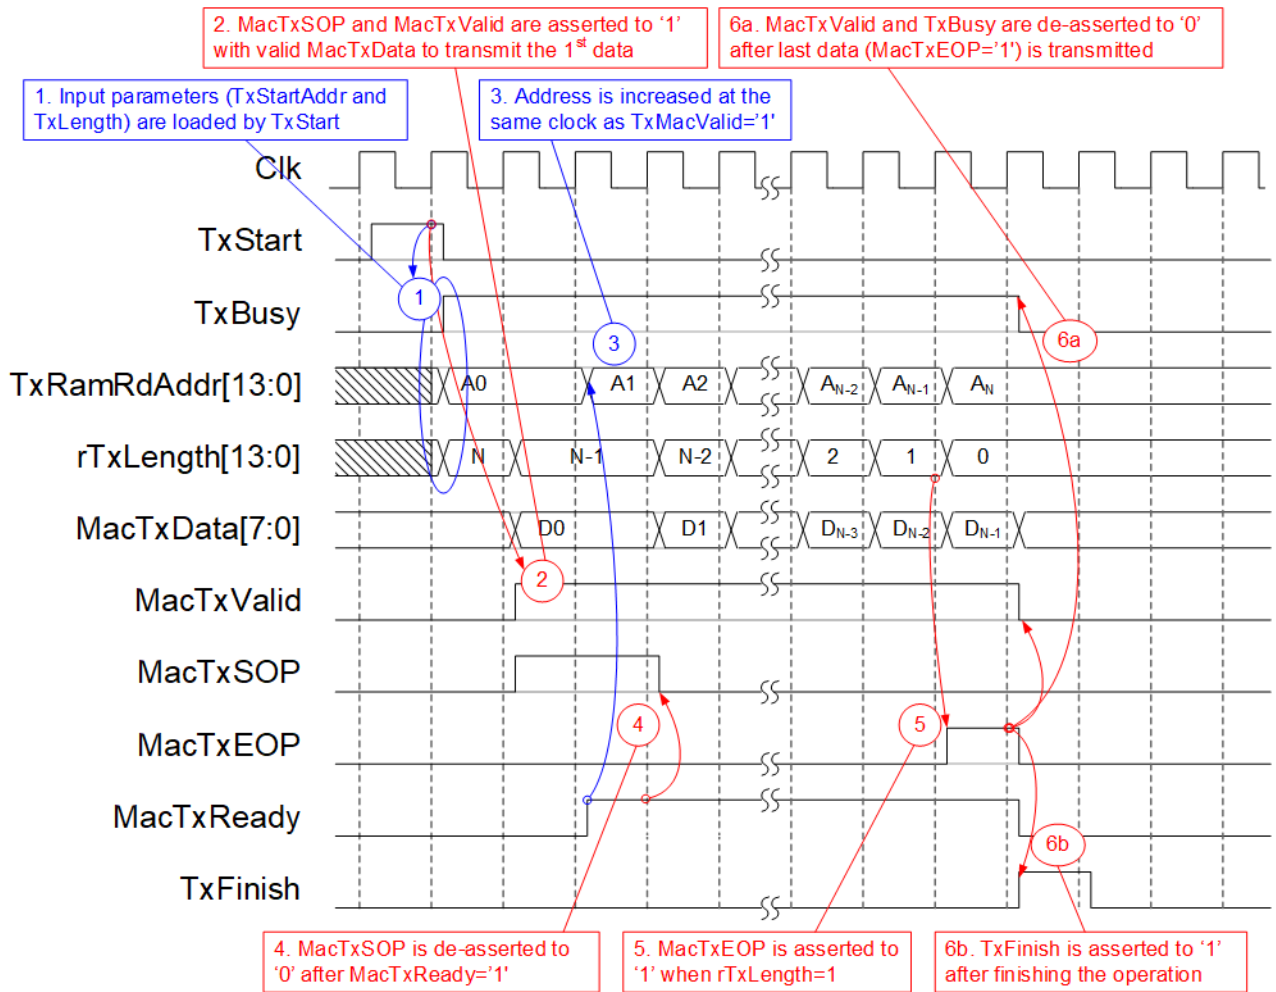 2. MacTxSOP and MacTxValid are asserted to ‘1’
with valid MacTxData to transmit the 1st data
6a. MacTxValid and TxBusy are de-asserted to ‘0’
after last data (MacTxEOP=’1') is transmitted
1. Input parameters (TxStartAddr and
TxLength) are loaded by TxStart
3. Address is increased at the
same clock as TxMacValid=’1'
Clk
TxStart
1
TxBusy
3
6a
TxRamRdAddr[13:0]
A0 A1 A2 AN-2 AN-1 AN
rTxLength[13:0]
N N-1 N-2 2 1 0
MacTxData[7:0]
D0 D1 DN-3 DN-2 DN-1
2
MacTxValid
MacTxSOP
4
5
MacTxEOP
MacTxReady
6b
TxFinish
4. MacTxSOP is de-asserted to
‘0’ after MacTxReady=’1'
5. MacTxEOP is asserted to
‘1’ when rTxLength=1
6b. TxFinish is asserted to ‘1’
after finishing the operation